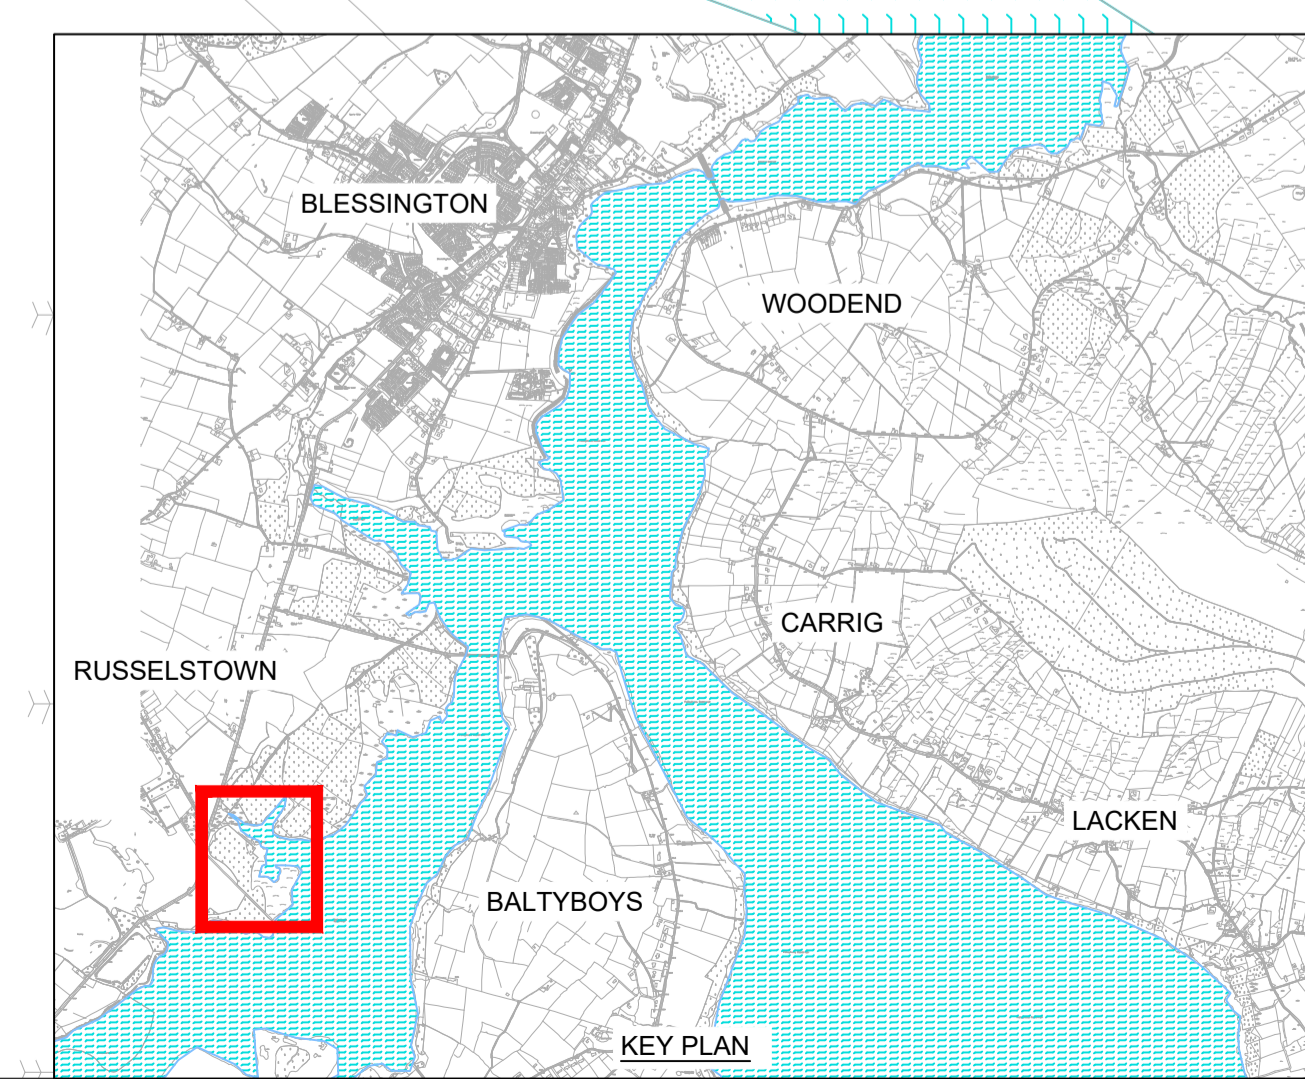 BLESSINGTON
WOODEND
CARRIG
RUSSELSTOWN
LACKEN
BALTYBOYS
KEY PLAN